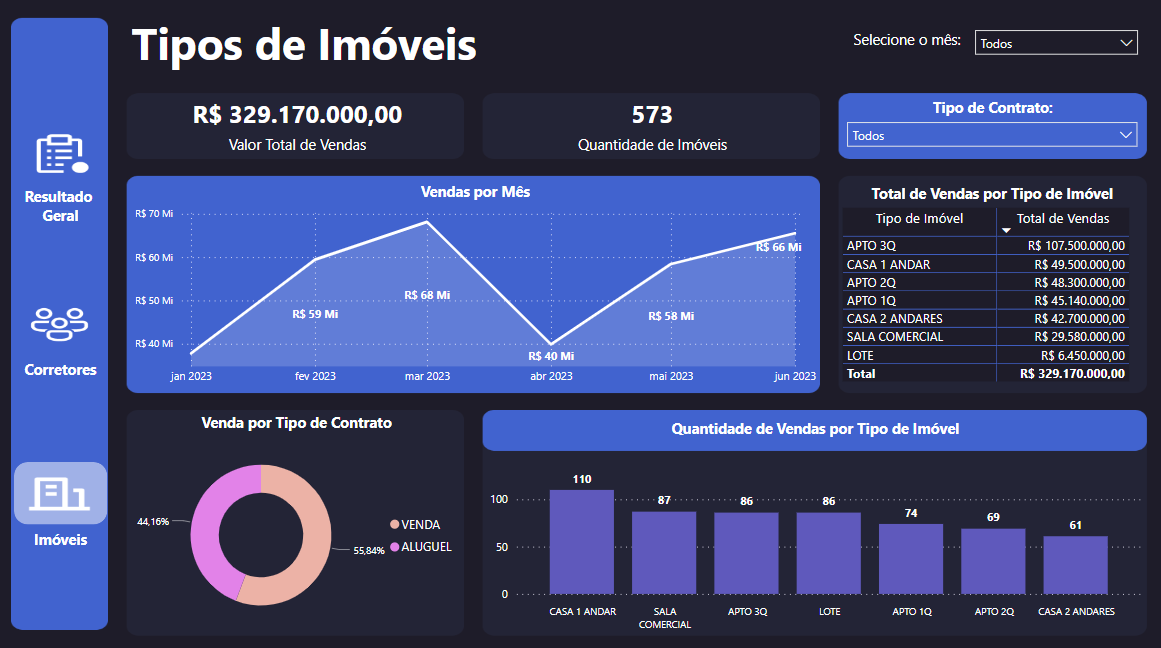 Tipos de Imóveis
Selecione o mês:
Todos
R$ 329.170.000,00
Valor Total de Vendas
573
Quantidade de Imóveis
Tipo de Contrato:
Todos
Resultado
Geral
Corretores
Imóveis
Vendas por Mês
R$ 70 Mi
R$ 60 Mi
R$ 50 Mi
R$ 40 Mi
R$ 59 Mi
R$ 68 Mi
R$ 40 Mi
R$ 58 Mi
R$ 66 Mi
jan 2023 fev 2023 mar 2023 abr 2023 mai 2023 jun 2023
Total de Vendas por Tipo de Imóvel
Tipo de Imóvel Total de Vendas
APTO 3Q R$ 107.500.000,00
CASA 1 ANDAR R$ 49.500.000,00
APTO 2Q R$ 48.300.000,00
APTO 1Q R$ 45.140.000,00
CASA 2 ANDARES R$ 42.700.000,00
SALA COMERCIAL R$ 29.580.000,00
LOTE R$ 6.450.000,00
Total R$ 329.170.000,00
Venda por Tipo de Contrato
44,16%
55,84%
VENDA
ALUGUEL
Quantidade de Vendas por Tipo de Imóvel
100
50
0
110 87 86 86 74 69 61
CASA 1 ANDAR SALA COMERCIAL APTO 3Q LOTE APTO 1Q APTO 2Q CASA 2 ANDARES